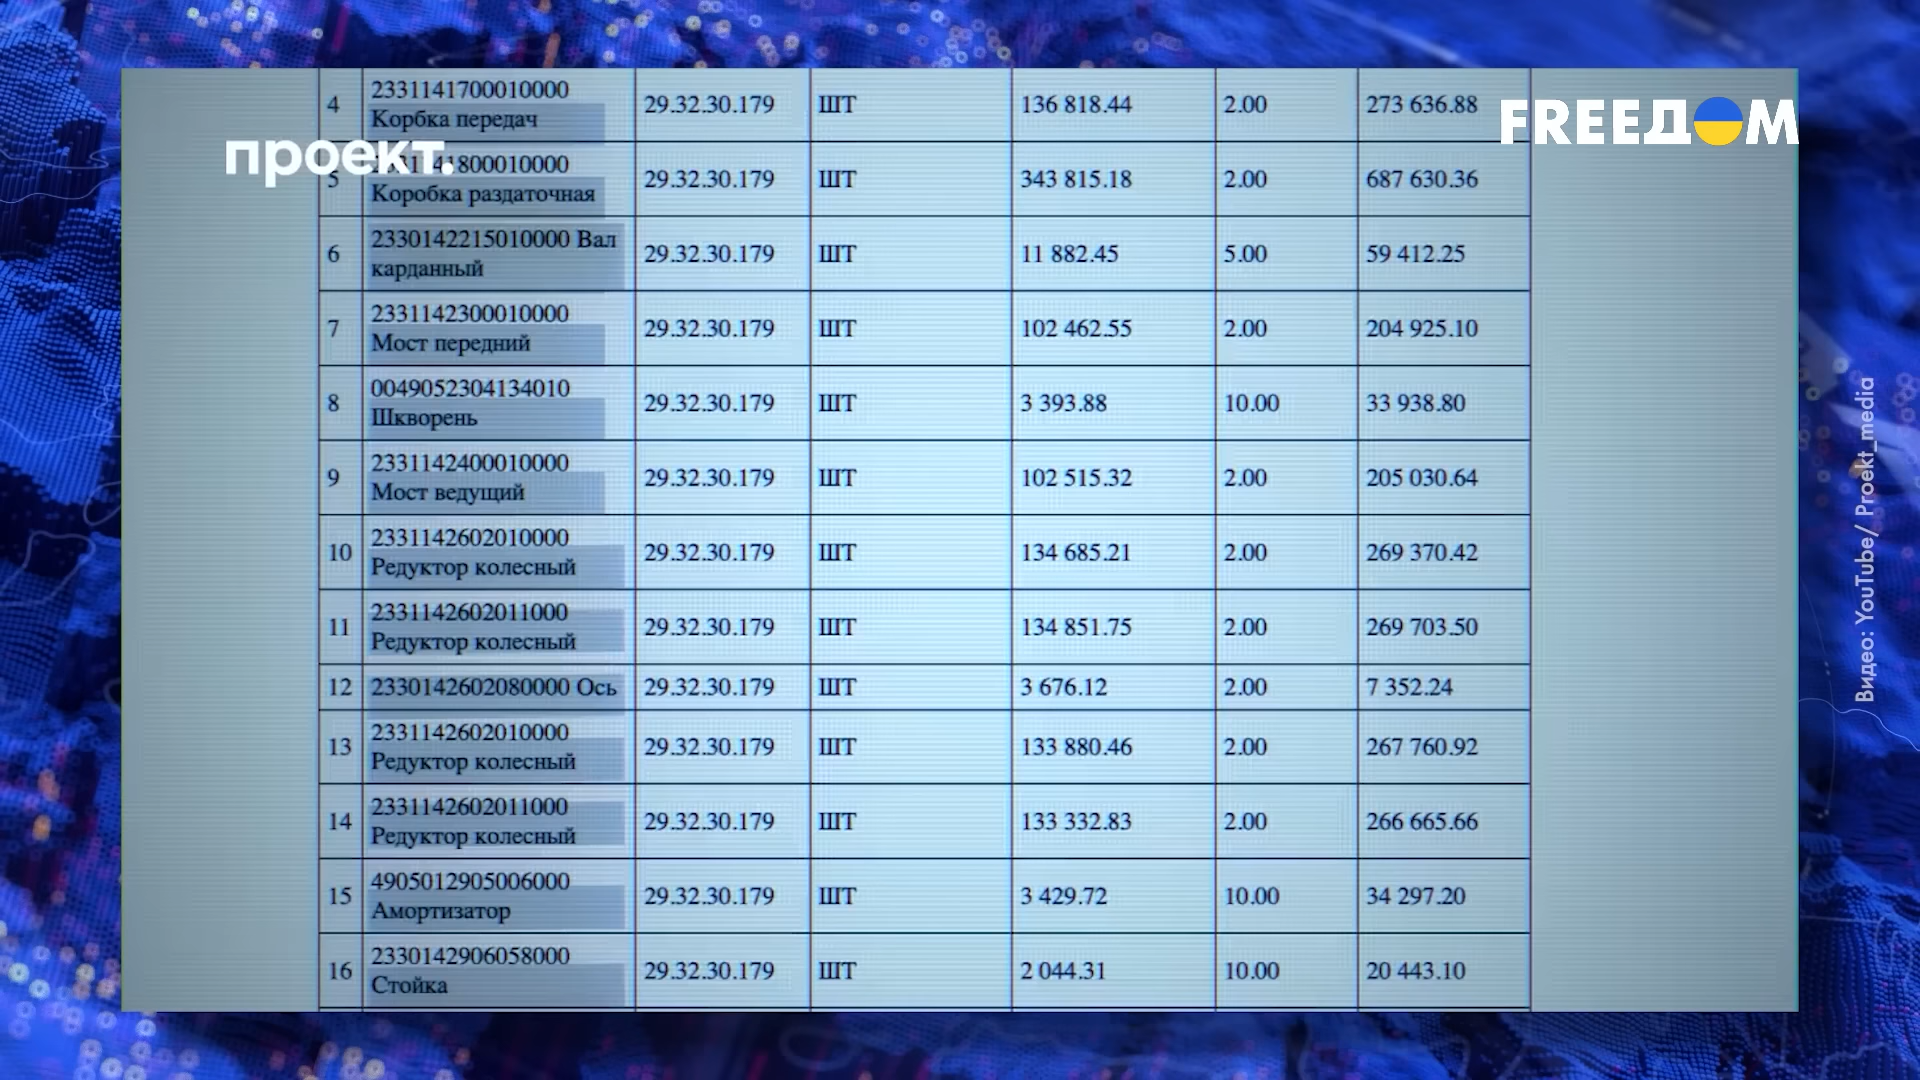 4 2331141700010000 29.32.30.179 ШТ 136 818.44 2.00 273 636.88
Корбка передач
FREEДОМ
проект.
5 29.32.30.179 ШТ 343 815.18 2.00 687 630.36
Коробка раздаточная
6 2330142215010000 Вал 29.32.30.179 ШТ 11 882.45 5.00 59 412.25
карданный
7 2331142300010000 29.32.30.179 ШТ 102 462.55 2.00 204 925.10
Мост передний
8 0049052304134010 29.32.30.179 ШТ 3 393.88 10.00 33 938.80
Шкворень
9 2331142400010000 29.32.30.179 ШТ 102 515.32 2.00 205 030.64
Мост ведущий
10 2331142602010000 29.32.30.179 ШТ 134 685.21 2.00 269 370.42
Редуктор колесный
11 2331142602011000 29.32.30.179 ШТ 134 851.75 2.00 269 703.50
Редуктор колесный
12 2330142602080000 Ось 29.32.30.179 ШТ 3 676.12 2.00 7 352.24
13 2331142602010000 29.32.30.179 ШТ 133 880.46 2.00 267 760.92
Редуктор колесный
14 2331142602011000 29.32.30.179 ШТ 133 332.83 2.00 266 665.66
Редуктор колесный
15 4905012905006000 29.32.30.179 ШТ 3 429.72 10.00 34 297.20
Амортизатор
16 2330142906058000 29.32.30.179 ШТ 2 044.31 10.00 20 443.10
Стойка
Видео: YouTube/ Proekt_media